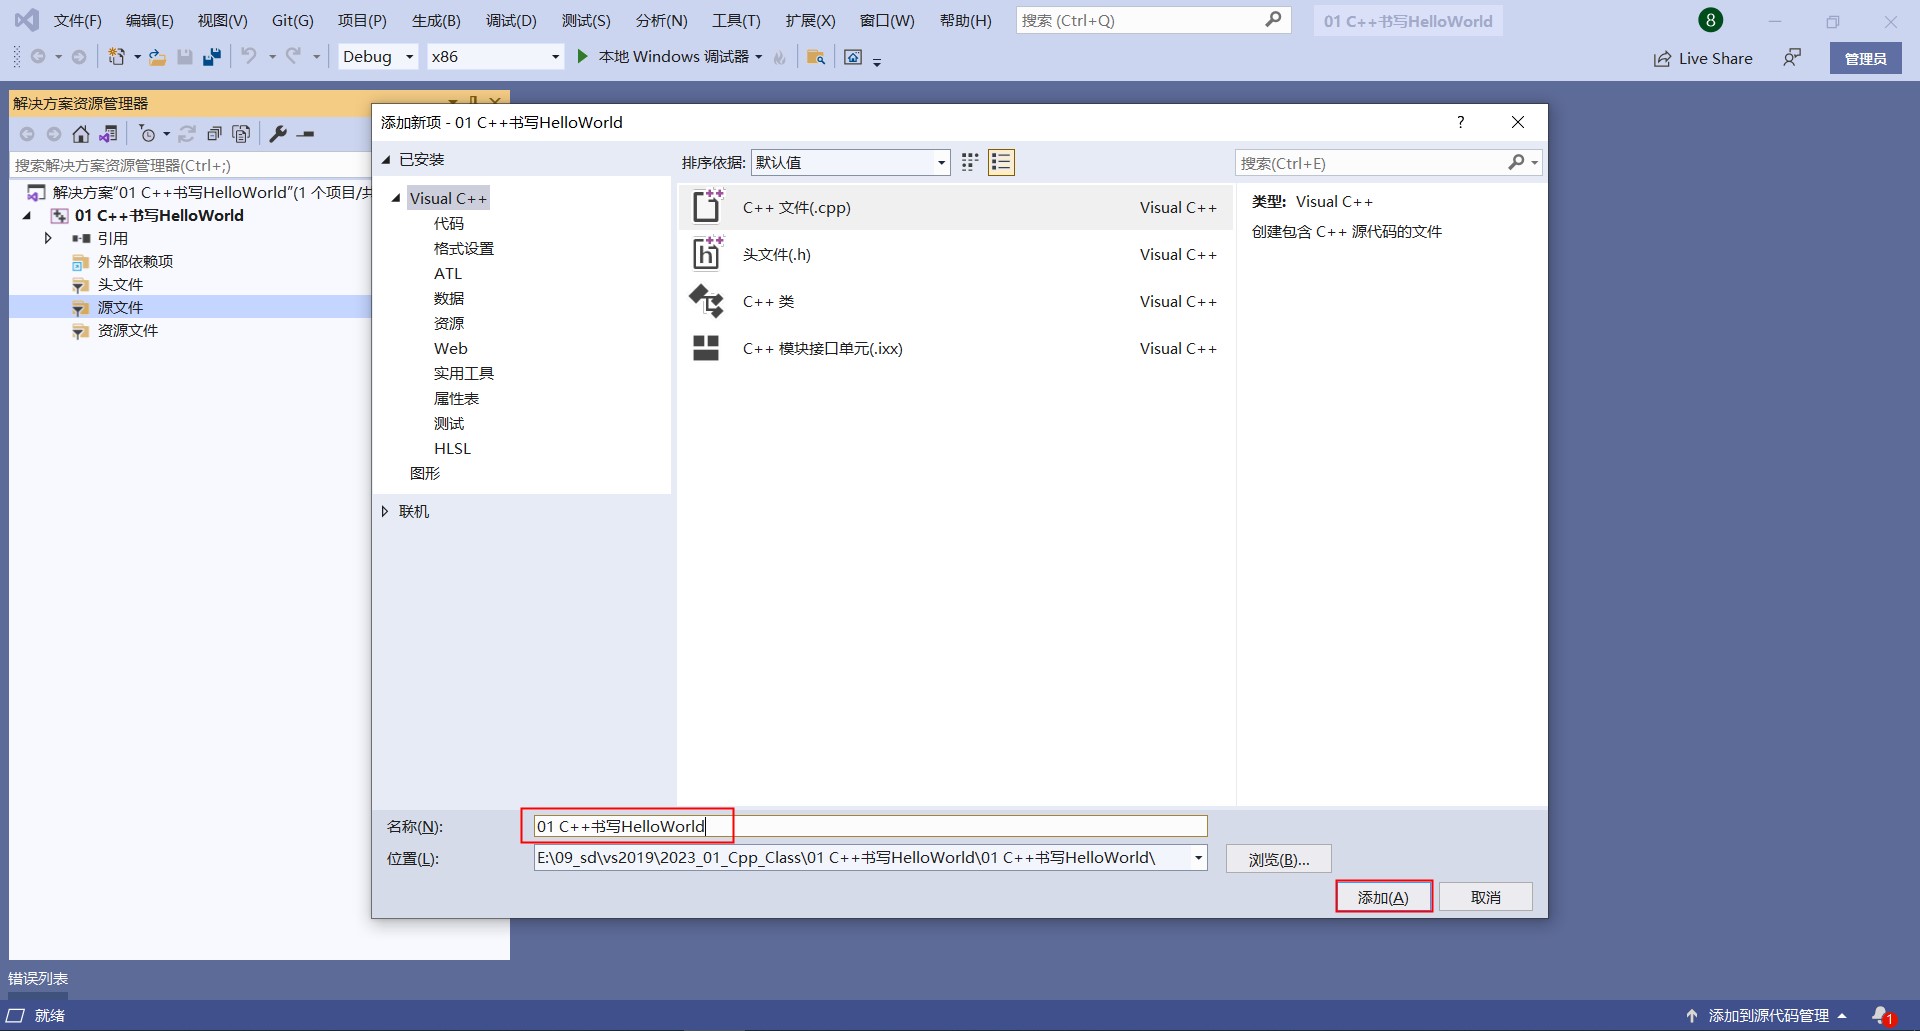 文件(F) 编辑(E) 视图(V) Git(G) 项目(P) 生成(B) 调试(D) 测试(S) 分析(N) 工具(T) 扩展(X) 窗口(W) 帮助(H) 搜索 (Ctrl+Q) 01 C++书写HelloWorld 8
Debug x86 本地 Windows 调试器 Live Share 管理员
解决方案资源管理器
搜索解决方案资源管理器(Ctrl+;)
解决方案"01 C++书写HelloWorld"(1 个项目/共
01 C++书写HelloWorld
引用
外部依赖项
头文件
源文件
资源文件
添加新项 - 01 C++书写HelloWorld ?
已安装
排序依据: 默认值
搜索(Ctrl+E)
Visual C++
代码
格式设置
ATL
数据
资源
Web
实用工具
属性表
测试
HLSL
图形
联机
C++ 文件(.cpp) Visual C++
头文件(.h) Visual C++
C++ 类 Visual C++
C++ 模块接口单元(.ixx) Visual C++
类型: Visual C++
创建包含 C++ 源代码的文件
名称(N): 01 C++书写HelloWorld
位置(L): E:\09_sd\vs2019\2023_01_Cpp_Class\01 C++书写HelloWorld\01 C++书写HelloWorld\ 浏览(B)...
添加(A) 取消
错误列表
就绪 添加到源代码管理 1